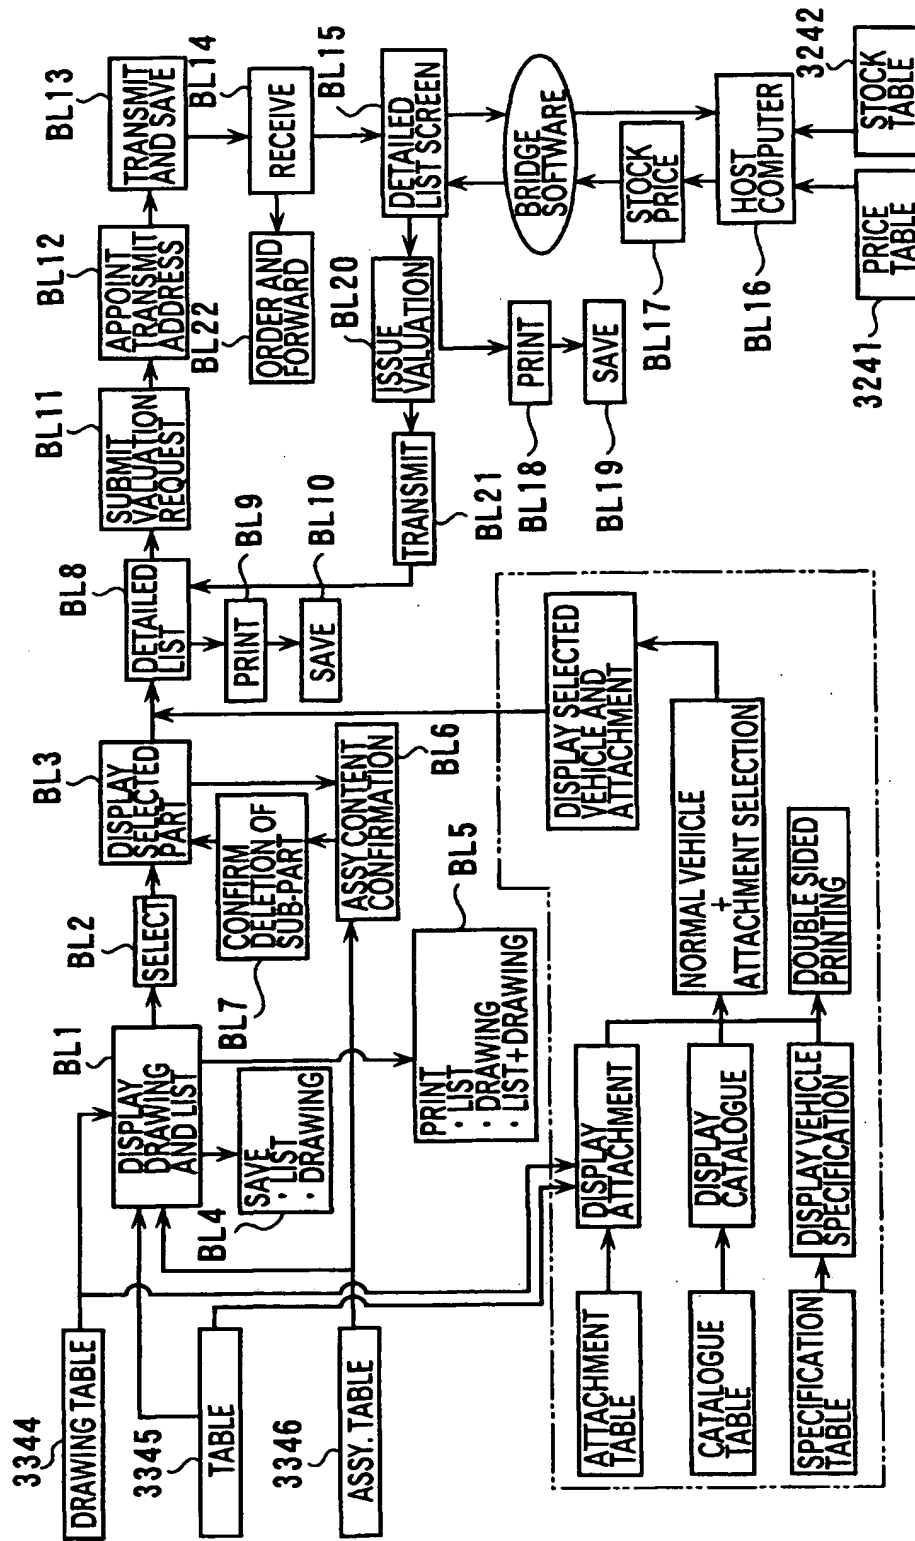 3344
DRAWING TABLE
3345
TABLE
3346
ASSY. TABLE
BL1
DISPLAY
DRAWING
AND LIST
BL2
SELECT
BL3
DISPLAY
SELECTED
PART
BL4
SAVE
· LIST
· DRAWING
BL5
PRINT
· LIST
· DRAWING
· LIST+DRAWING
BL6
ASSY CONTENT
CONFIRMATION
BL7
CONFIRM
DELETION OF
SUB-PART
BL8
DETAILED
LIST
BL9
PRINT
BL10
SAVE
BL11
SUBMIT
VALUATION
REQUEST
BL12
APPOINT
TRANSMIT
ADDRESS
BL13
TRANSMIT
AND SAVE
BL14
RECEIVE
BL22
ORDER AND
FORWARD
BL15
DETAILED
LIST SCREEN
BL20
ISSUE
VALUATION
TRANSMIT
BL21
BRIDGE
SOFTWARE
STOCK
PRICE
BL17
HOST
COMPUTER
BL16
PRINT
BL18
SAVE
BL19
PRICE
TABLE
3241
STOCK
TABLE
3242
ATTACHMENT
TABLE
DISPLAY
ATTACHMENT
CATALOGUE
TABLE
DISPLAY
CATALOGUE
SPECIFICATION
TABLE
DISPLAY VEHICLE
SPECIFICATION
NORMAL VEHICLE
+
ATTACHMENT SELECTION
DOUBLE SIDED
PRINTING
DISPLAY SELECTED
VEHICLE AND
ATTACHMENT